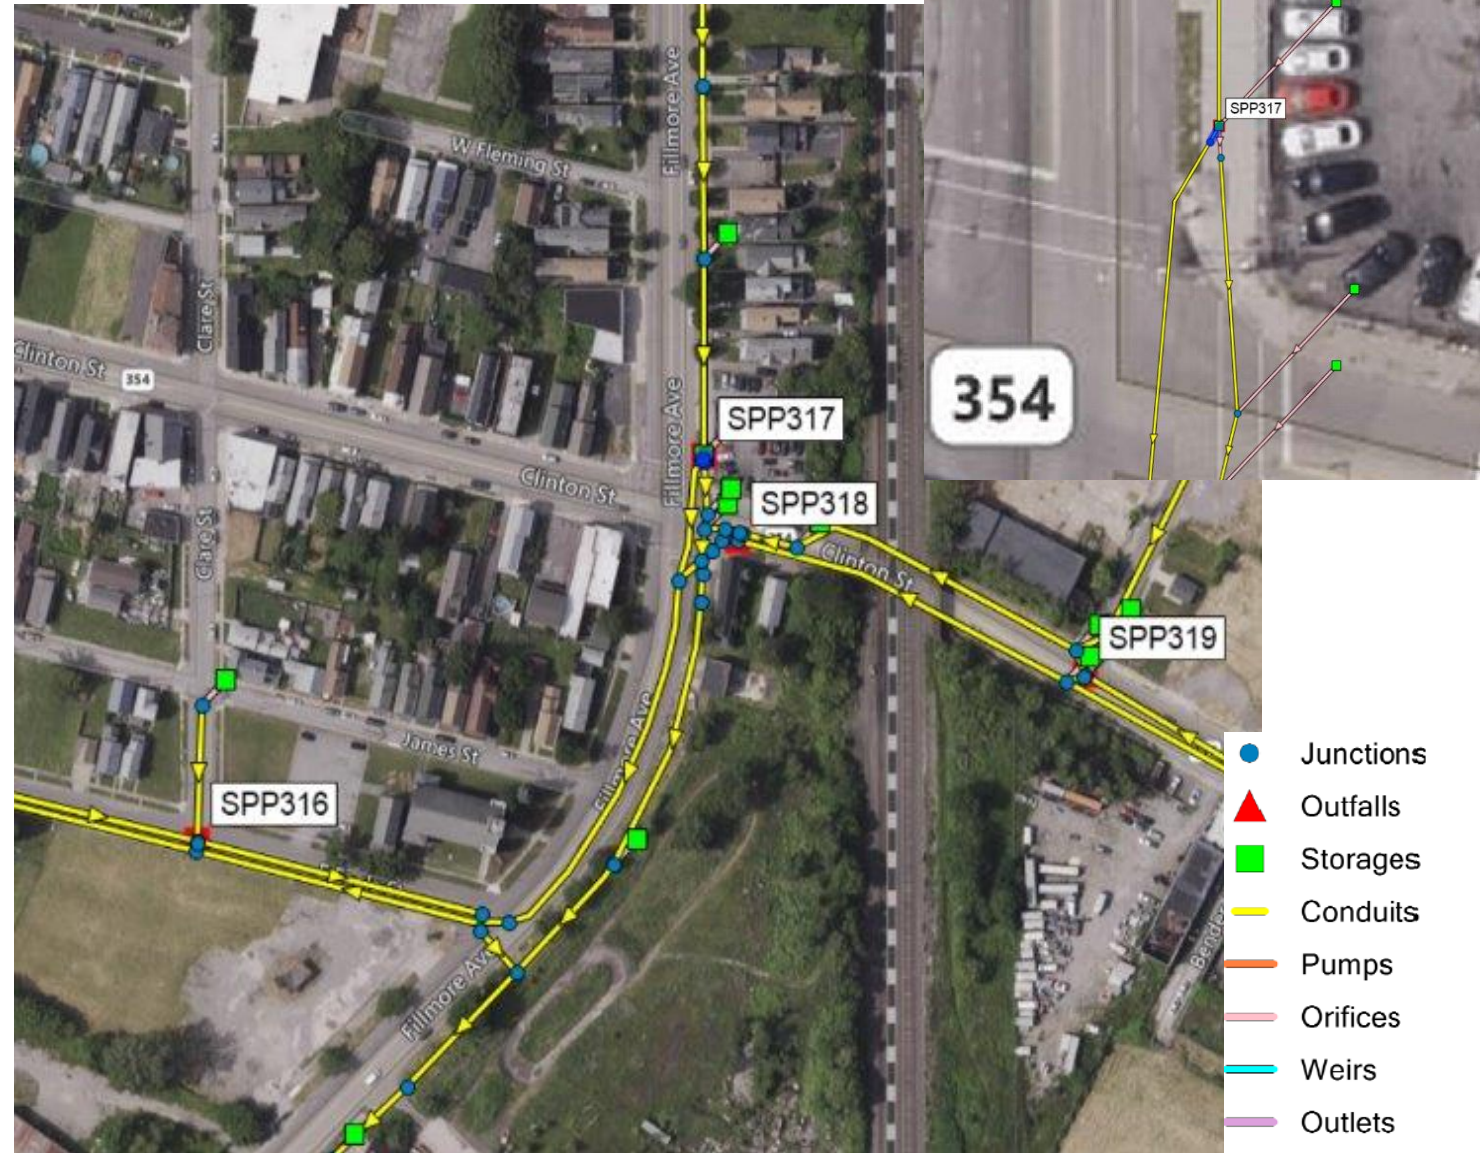 Fillmore Ave
W Fleming St
SPP317
Clare St
Clinton St
354
354
SPP317
Fillmore Ave
Clinton St
SPP318
Clinton St
Clare St
SPP319
James St
Fillmore Ave
SPP316
Fillmore Ave
Junctions
Outfalls
Storages
Conduits
Pumps
Orifices
Weirs
Outlets